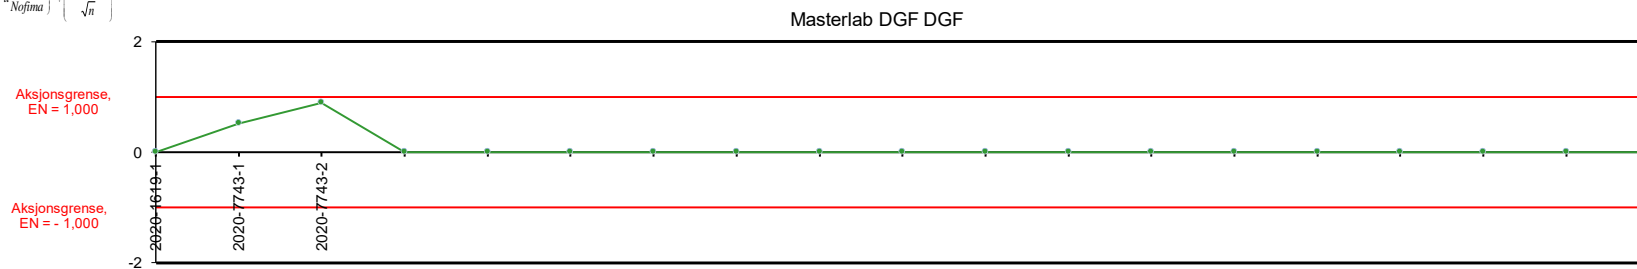 Nofima
√n
Masterlab DGF DGF
2
Aksjonsgrense,
EN = 1,000
0
2020-1619-1
2020-7743-1
2020-7743-2
Aksjonsgrense,
EN = - 1,000
-2